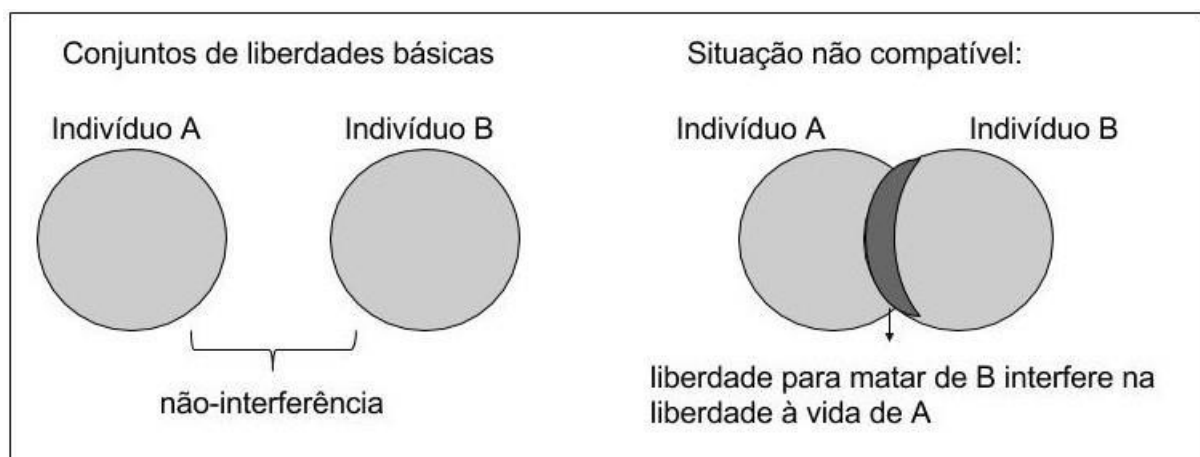 Conjuntos de liberdades básicas
Indivíduo A
Indivíduo B
não-interferência
Situação não compatível:
Indivíduo A
Indivíduo B
liberdade para matar de B interfere na
liberdade à vida de A